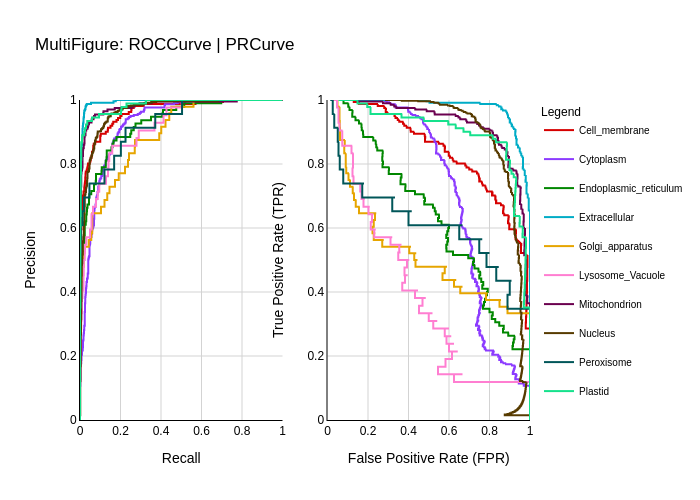 MultiFigure: ROCCurve | PRCurve
1
0.8
0.6
0.4
0.2
0
0
0.2
0.4
0.6
0.8
1
Precision
Recall
1
0.8
0.6
0.4
0.2
0
0
0.2
0.4
0.6
0.8
1
True Positive Rate (TPR)
False Positive Rate (FPR)
Legend
Cell_membrane
Cytoplasm
Endoplasmic_reticulum
Extracellular
Golgi_apparatus
Lysosome_Vacuole
Mitochondrion
Nucleus
Peroxisome
Plastid